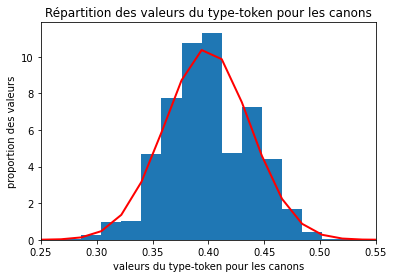 Répartition des valeurs du type-token pour les canons
proportion des valeurs
10
8
6
4
2
0
0.25 0.30 0.35 0.40 0.45 0.50 0.55
valeurs du type-token pour les canons